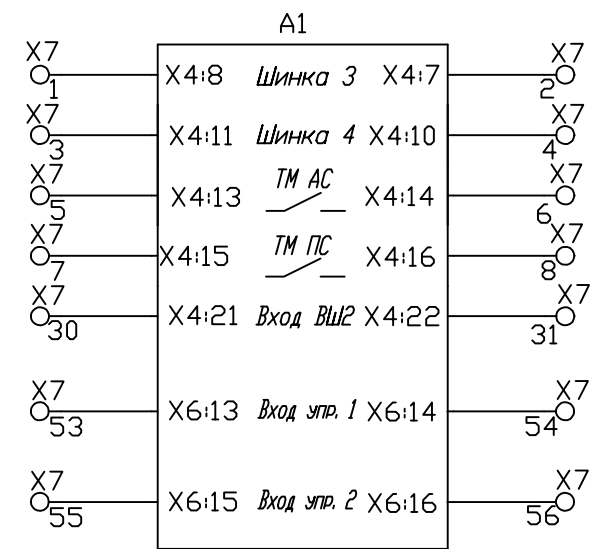 A1
X7 X7
1 X4:8 Шинка 3 X4:7 2
X7 X7
3 X4:11 Шинка 4 X4:10 4
X7 ТМ АС X7
5 X4:13 X4:14 6
X7 ТМ ПС X7
7 X4:15 X4:16 8
X7 X7
30 X4:21 Вход ВШ2 X4:22 31
X7 X7
53 X6:13 Вход упр. 1 X6:14 54
X7 X7
55 X6:15 Вход упр. 2 X6:16 56